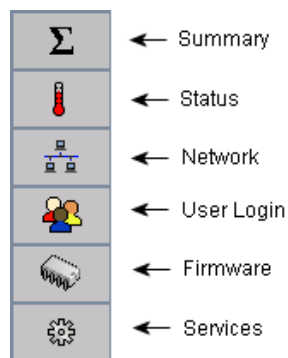 Σ Summary
Status
Network
User Login
Firmware
Services